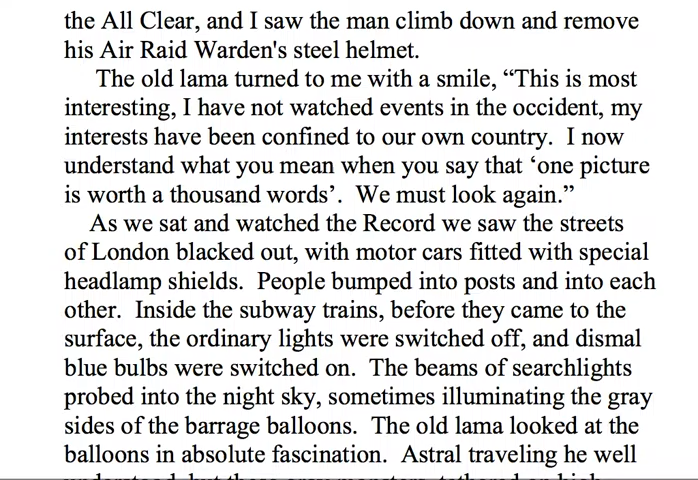 the All Clear, and I saw the man climb down and remove
his Air Raid Warden's steel helmet.
The old lama turned to me with a smile, “This is most
interesting, I have not watched events in the occident, my
interests have been confined to our own country.  I now
understand what you mean when you say that ‘one picture
is worth a thousand words’.  We must look again.”
As we sat and watched the Record we saw the streets
of London blacked out, with motor cars fitted with special
headlamp shields.  People bumped into posts and into each
other.  Inside the subway trains, before they came to the
surface, the ordinary lights were switched off, and dismal
blue bulbs were switched on.  The beams of searchlights
probed into the night sky, sometimes illuminating the gray
sides of the barrage balloons.  The old lama looked at the
balloons in absolute fascination.  Astral traveling he well